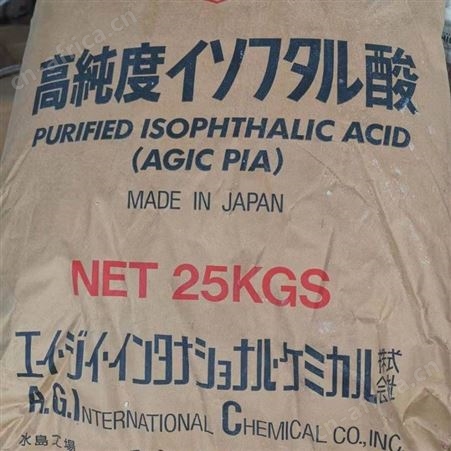 高純度イソフタル酸
PURIFIED ISOPHTHALIC ACID
(AGIC PIA)
MADE IN JAPAN
NET 25KGS
エイ・ジイ・インタナショナル・ケミカル株式会社
A.G.INTERNATIONAL CHEMICAL CO.,INC.
水島工場